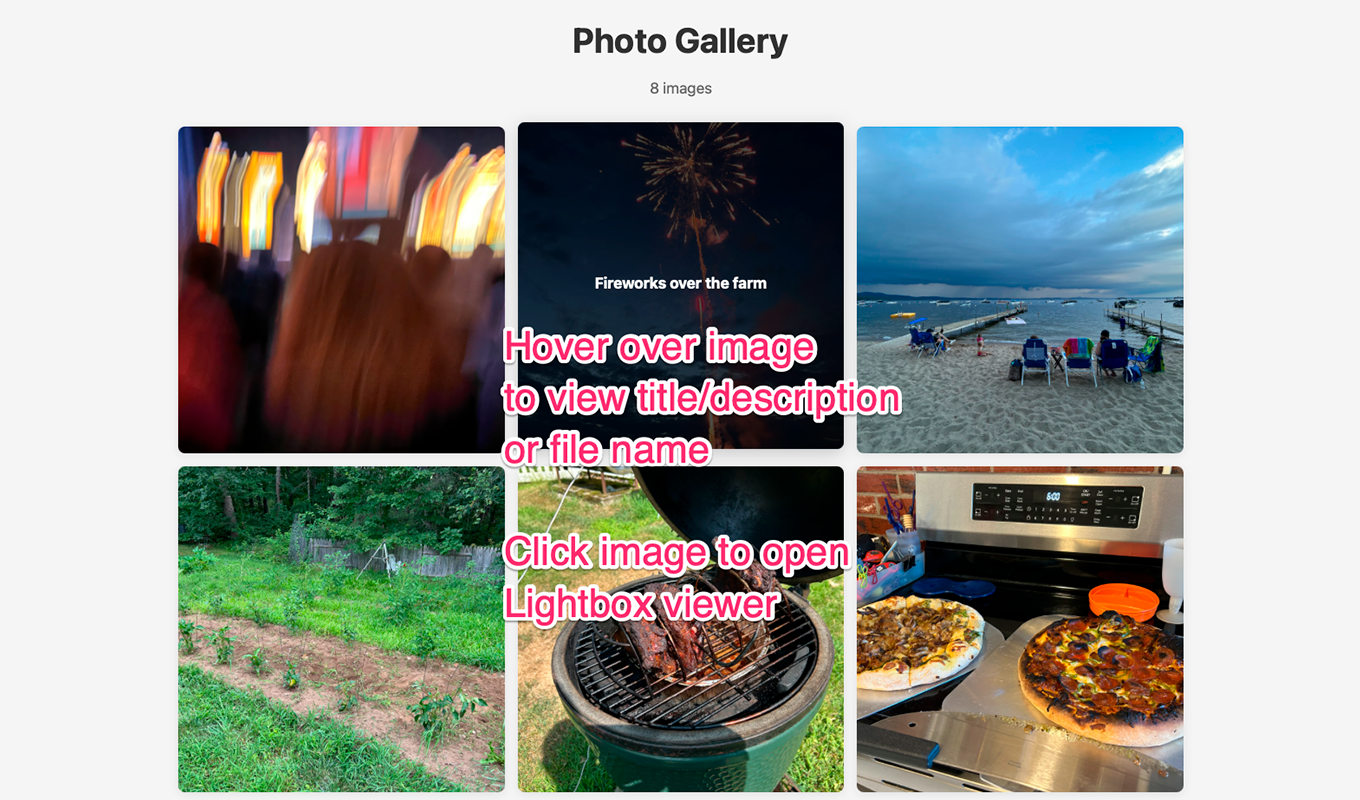 Photo Gallery
8 images
Fireworks over the farm
Hover over image
to view title/description
or file name
Click image to open
Lightbox viewer
6:00